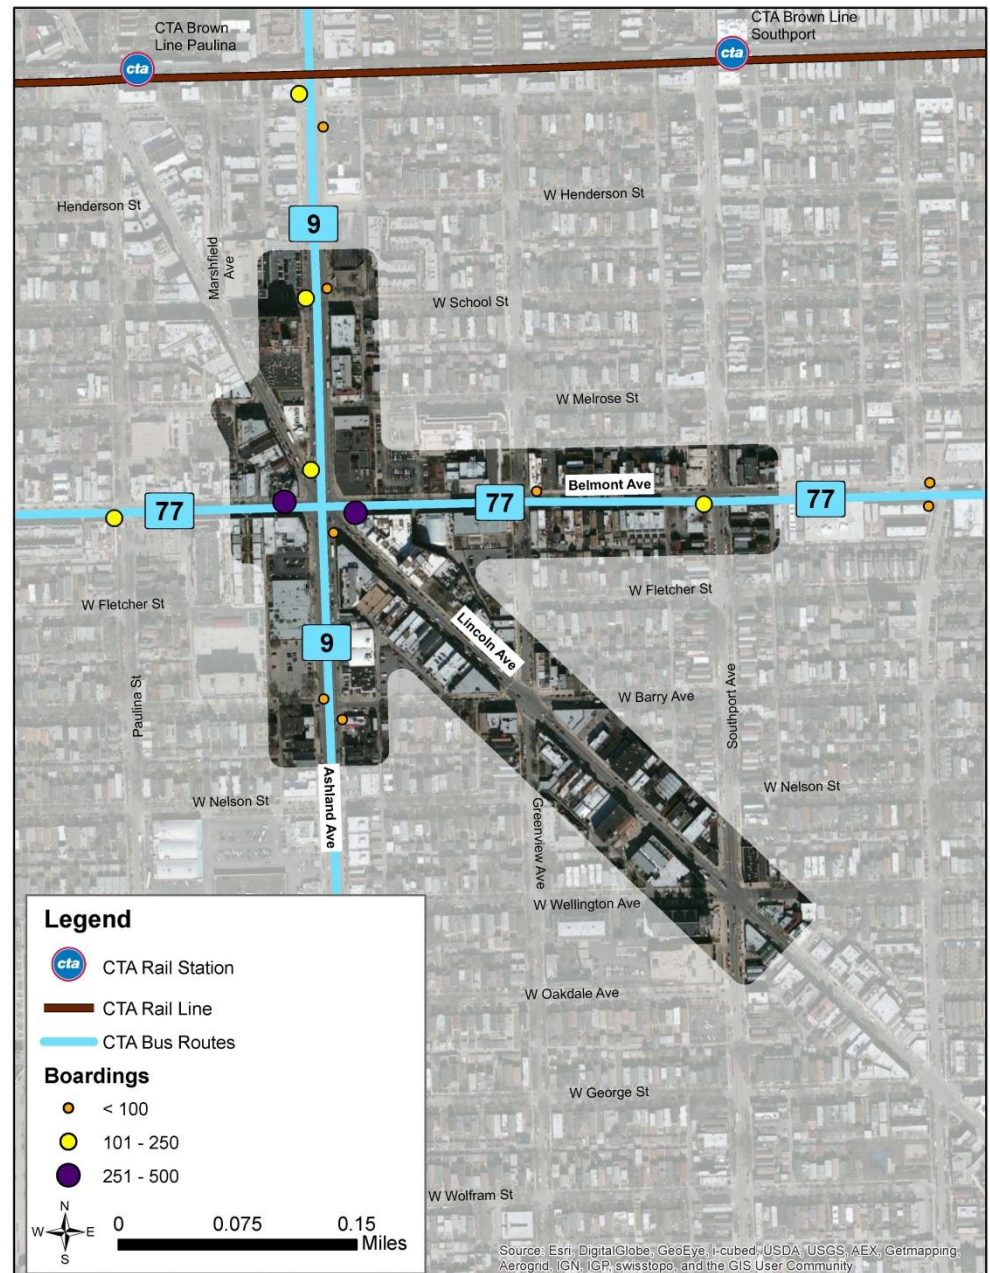 CTA Brown
Line Paulina
CTA Brown Line
Southport
cta
cta
W Henderson St
Henderson St
9
Marshfield
Ave
W School St
W Melrose St
Belmont Ave
77
77
77
W Fletcher St
W Fletcher St
Lincoln Ave
9
Paulina St
W Barry Ave
Southport Ave
Ashland Ave
W Nelson St
W Nelson St
Greenview Ave
W Wellington Ave
W Oakdale Ave
W George St
W Wolfram St
Legend
cta
CTA Rail Station
CTA Rail Line
CTA Bus Routes
Boardings
< 100
101 - 250
251 - 500
N
W E
S
0 0.075 0.15
Miles
Source: Esri, DigitalGlobe, GeoEye, i-cubed, USDA, USGS, AEX, Getmapping,
Aerogrid, IGN, IGP, swisstopo, and the GIS User Community